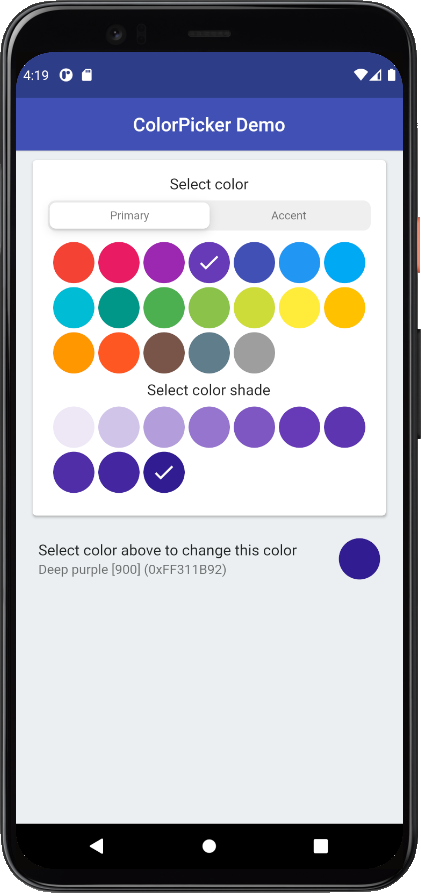 4:19
ColorPicker Demo
Select color
Primary
Accent
Select color shade
Select color above to change this color
Deep purple [900] (0xFF311B92)